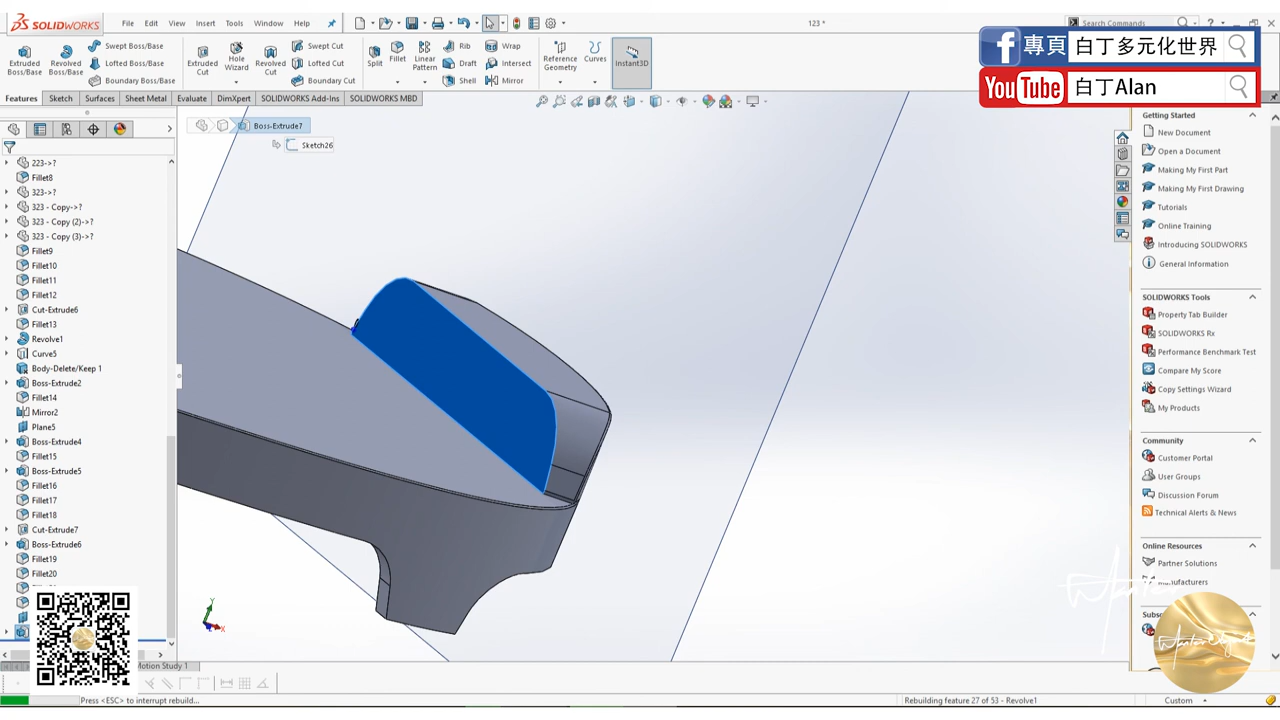 SOLIDWORKS
File Edit View Insert Tools Window Help
123 *
Search Commands
專頁 白丁多元化世界
YouTube 白丁Alan
Extruded Boss/Base
Revolved Boss/Base
Swept Boss/Base
Lofted Boss/Base
Boundary Boss/Base
Extruded Cut
Hole Wizard
Revolved Cut
Swept Cut
Lofted Cut
Boundary Cut
Split
Fillet
Linear Pattern
Rib
Draft
Shell
Wrap
Intersect
Mirror
Reference Geometry
Curves
Instant3D
Features Sketch Surfaces Sheet Metal Evaluate DimXpert SOLIDWORKS Add-Ins SOLIDWORKS MBD
Boss-Extrude7
Sketch26
223->?
Fillet8
323->?
323 - Copy->?
323 - Copy (2)->?
323 - Copy (3)->?
Fillet9
Fillet10
Fillet11
Fillet12
Cut-Extrude6
Fillet13
Revolve1
Curve5
Body-Delete/Keep 1
Boss-Extrude2
Fillet14
Mirror2
Plane5
Boss-Extrude4
Fillet15
Boss-Extrude5
Fillet16
Fillet17
Fillet18
Cut-Extrude7
Boss-Extrude6
Fillet19
Fillet20
Y
X
Getting Started
New Document
Open a Document
Making My First Part
Making My First Drawing
Tutorials
Online Training
Introducing SOLIDWORKS
General Information
SOLIDWORKS Tools
Property Tab Builder
SOLIDWORKS Rx
Performance Benchmark Test
Compare My Score
Copy Settings Wizard
My Products
Community
Customer Portal
User Groups
Discussion Forum
Technical Alerts & News
Online Resources
Partner Solutions
Manufacturers
Motion Study 1
Press <ESC> to interrupt rebuild...
Rebuilding feature 27 of 53 - Revolve1
Custom